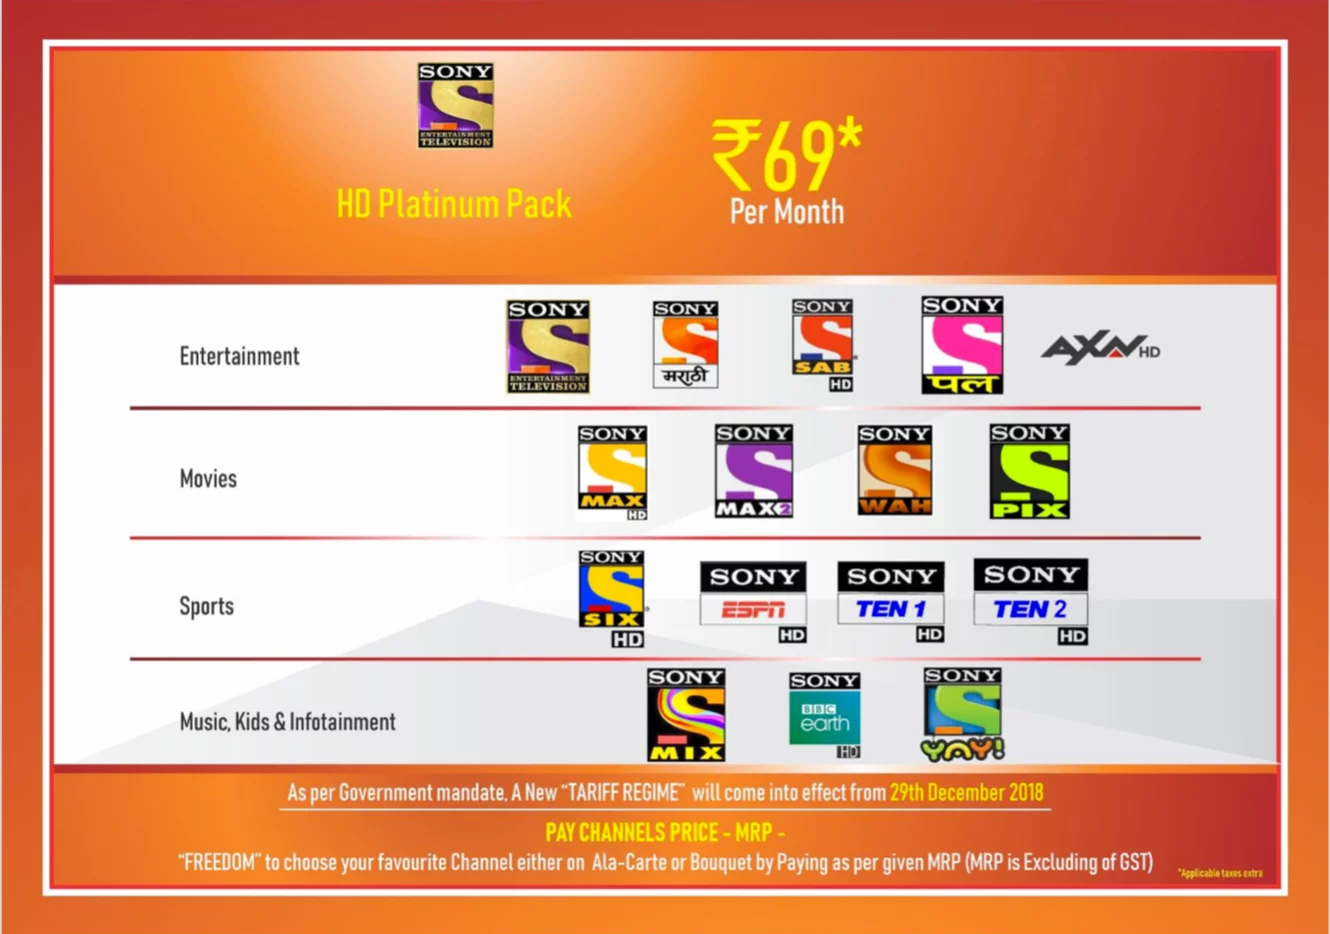 SONY
ENTERTAINMENT
TELEVISION
HD Platinum Pack
₹69*
Per Month
Entertainment
SONY
ENTERTAINMENT
TELEVISION
SONY
मराठी
SONY
SAB
HD
SONY
पल
AXN HD
Movies
SONY
MAX
HD
SONY
MAX2
SONY
WAH
SONY
PIX
Sports
SONY
SIX
HD
SONY
ESPN
HD
SONY
TEN 1
HD
SONY
TEN 2
HD
Music, Kids & Infotainment
SONY
MIX
SONY
BBC
earth
HD
SONY
YAY!
As per Government mandate, A New “TARIFF REGIME” will come into effect from 29th December 2018
PAY CHANNELS PRICE - MRP -
“FREEDOM” to choose your favourite Channel either on Ala-Carte or Bouquet by Paying as per given MRP (MRP is Excluding of GST)
*Applicable taxes extra